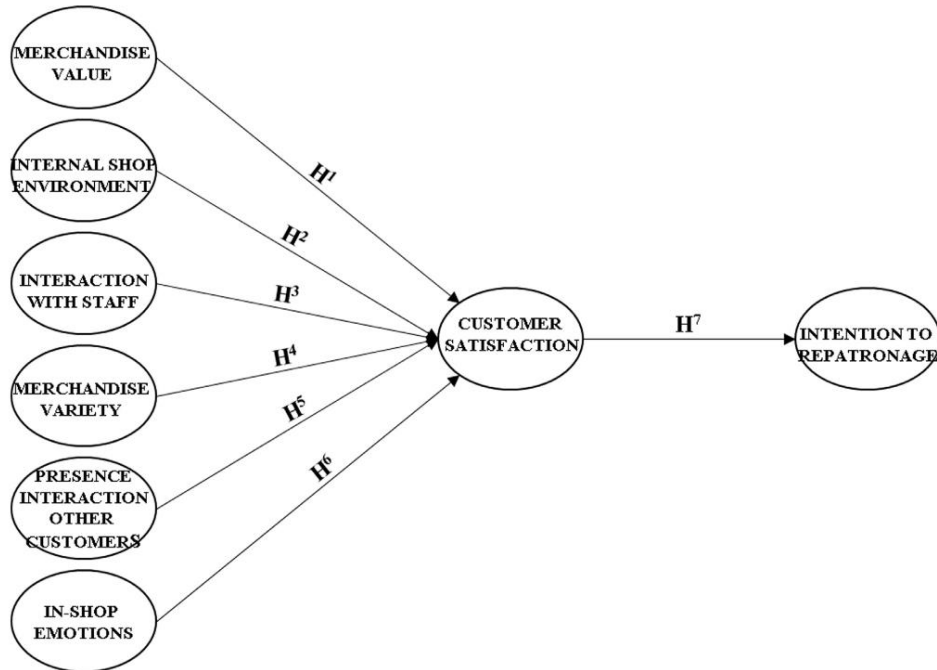 MERCHANDISE
VALUE
INTERNAL SHOP
ENVIRONMENT
INTERACTION
WITH STAFF
MERCHANDISE
VARIETY
PRESENCE
INTERACTION
OTHER
CUSTOMERS
IN-SHOP
EMOTIONS
H¹
H²
H³
H⁴
H⁵
H⁶
CUSTOMER
SATISFACTION
H⁷
INTENTION TO
REPATRONAGE